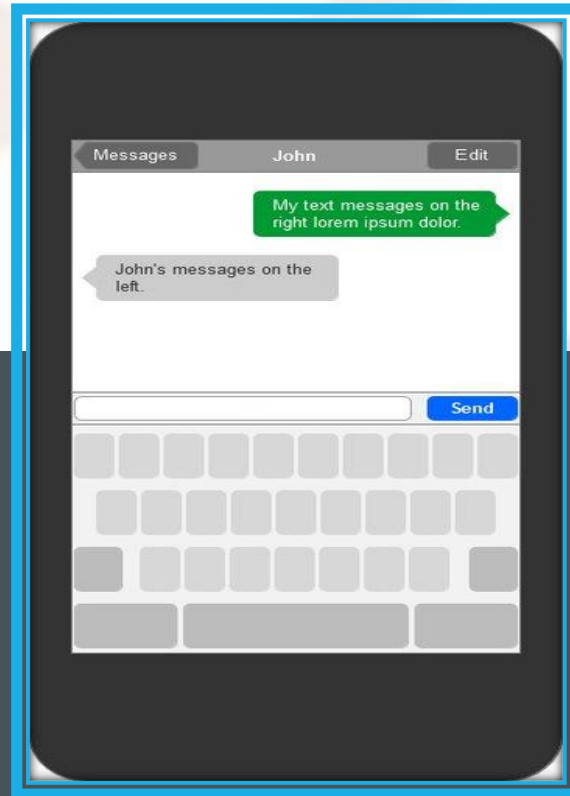 Messages John Edit
My text messages on the
right lorem ipsum dolor.
John's messages on the
left.
Send